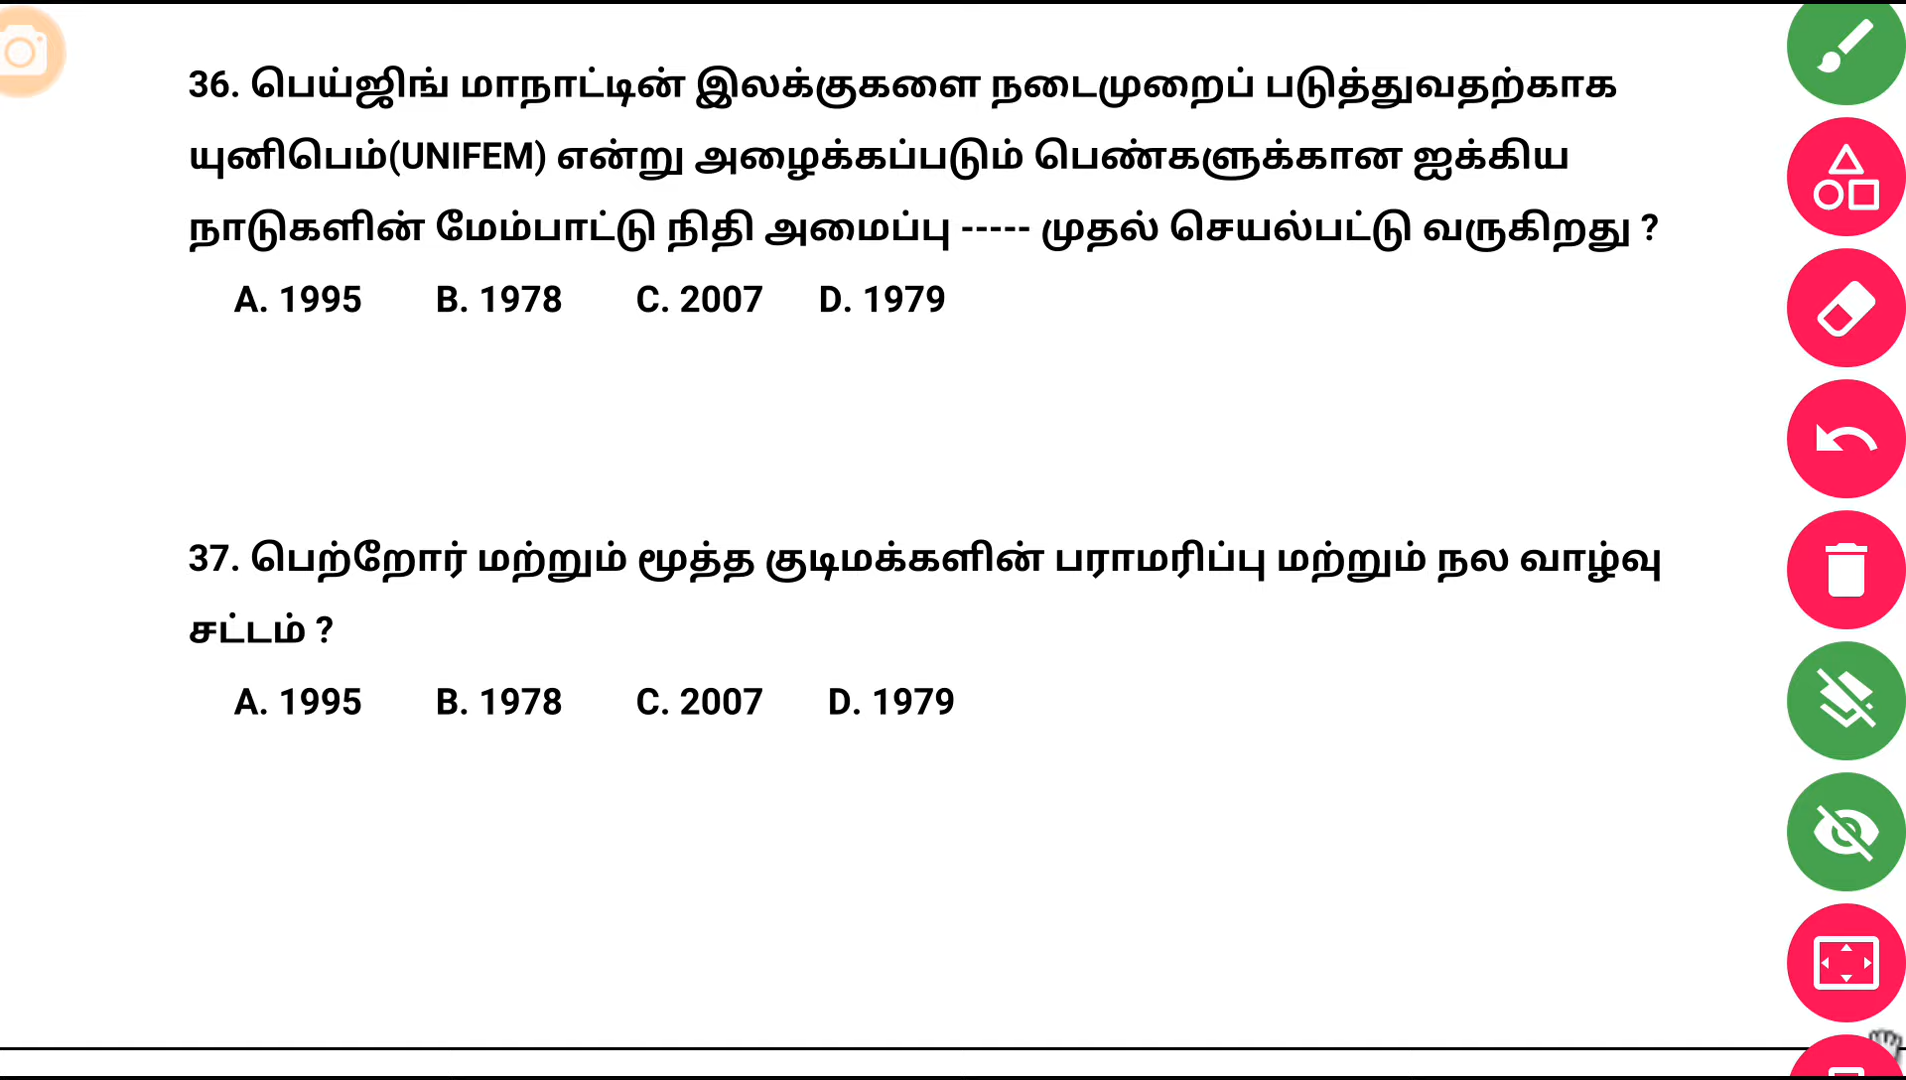 36. பெய்ஜிங் மாநாட்டின் இலக்குகளை நடைமுறைப் படுத்துவதற்காக
யுனிபெம்(UNIFEM) என்று அழைக்கப்படும் பெண்களுக்கான ஐக்கிய
நாடுகளின் மேம்பாட்டு நிதி அமைப்பு ----- முதல் செயல்பட்டு வருகிறது ?
A. 1995 B. 1978 C. 2007 D. 1979
37. பெற்றோர் மற்றும் மூத்த குடிமக்களின் பராமரிப்பு மற்றும் நல வாழ்வு
சட்டம் ?
A. 1995 B. 1978 C. 2007 D. 1979